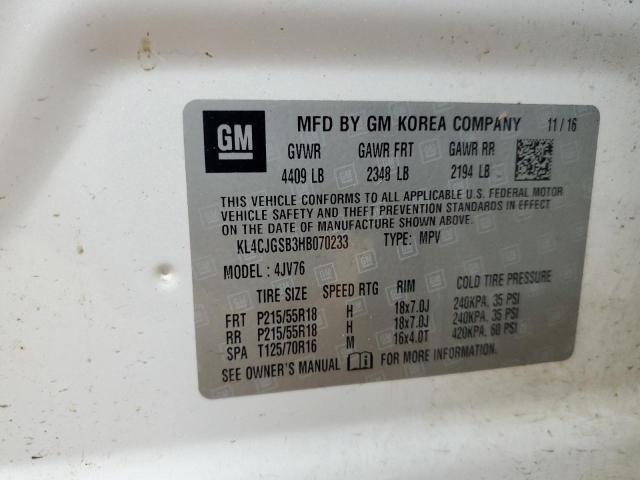 GM
MFD BY GM KOREA COMPANY 11/16
GVWR GAWR FRT GAWR RR
4409 LB 2348 LB 2194 LB
THIS VEHICLE CONFORMS TO ALL APPLICABLE U.S. FEDERAL MOTOR
VEHICLE SAFETY AND THEFT PREVENTION STANDARDS IN EFFECT
ON THE DATE OF MANUFACTURE SHOWN ABOVE.
KL4CJGSB3HB070233 TYPE: MPV
MODEL: 4JV76
TIRE SIZE SPEED RTG RIM COLD TIRE PRESSURE
FRT P215/55R18 H 18x7.0J 240KPA, 35 PSI
RR P215/55R18 H 18x7.0J 240KPA, 35 PSI
SPA T125/70R16 M 16x4.0T 420KPA, 60 PSI
SEE OWNER'S MANUAL FOR MORE INFORMATION.